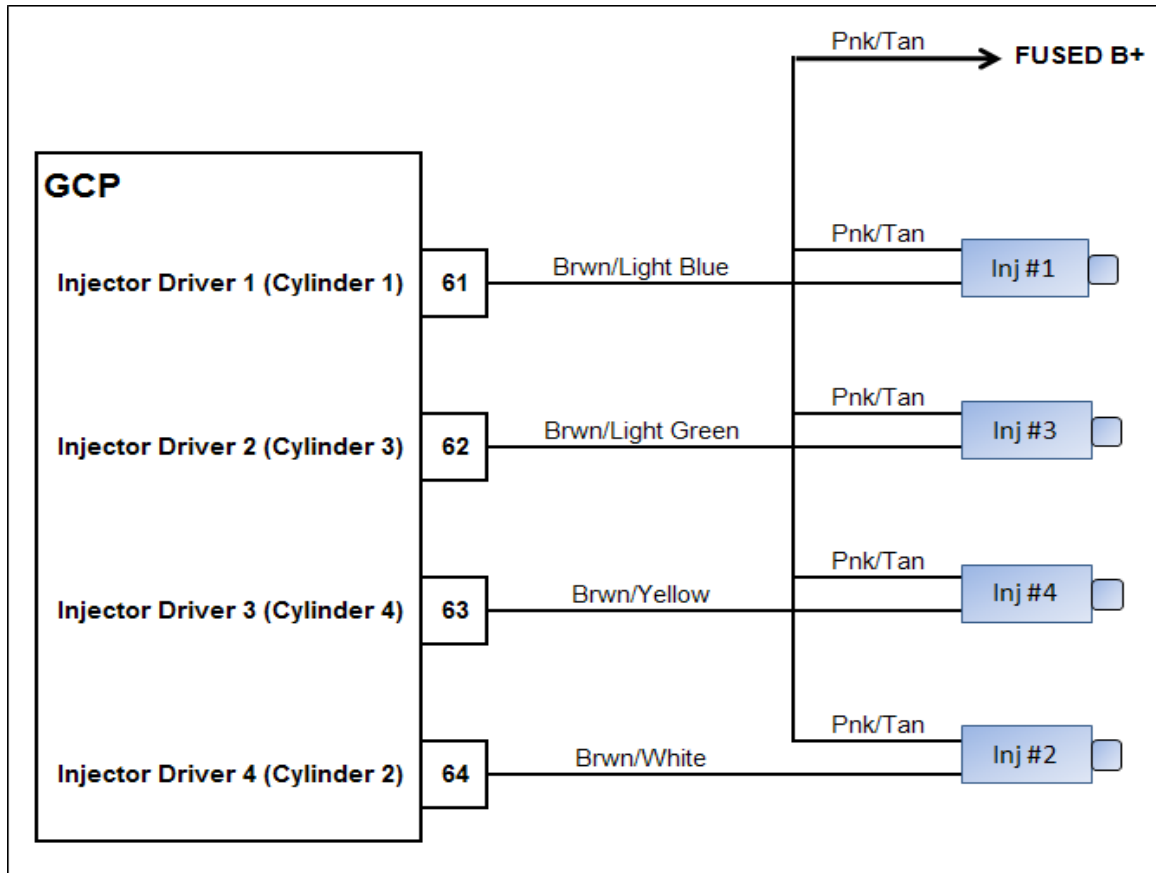 Pnk/Tan
FUSED B+
GCP
Injector Driver 1 (Cylinder 1)
61
Brwn/Light Blue
Pnk/Tan
Inj #1
Injector Driver 2 (Cylinder 3)
62
Brwn/Light Green
Pnk/Tan
Inj #3
Injector Driver 3 (Cylinder 4)
63
Brwn/Yellow
Pnk/Tan
Inj #4
Injector Driver 4 (Cylinder 2)
64
Brwn/White
Pnk/Tan
Inj #2